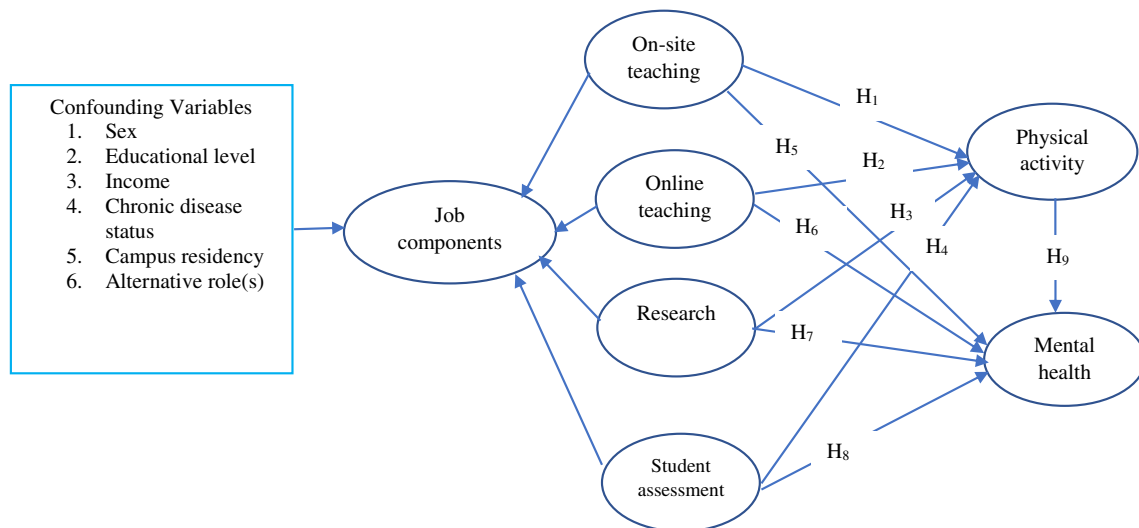 Confounding Variables
1. Sex
2. Educational level
3. Income
4. Chronic disease
status
5. Campus residency
6. Alternative role(s)
Job
components
On-site
teaching
Online
teaching
Research
Student
assessment
H₁
H₅
H₂
H₃
H₆
H₄
H₇
H₈
Physical
activity
H₉
Mental
health